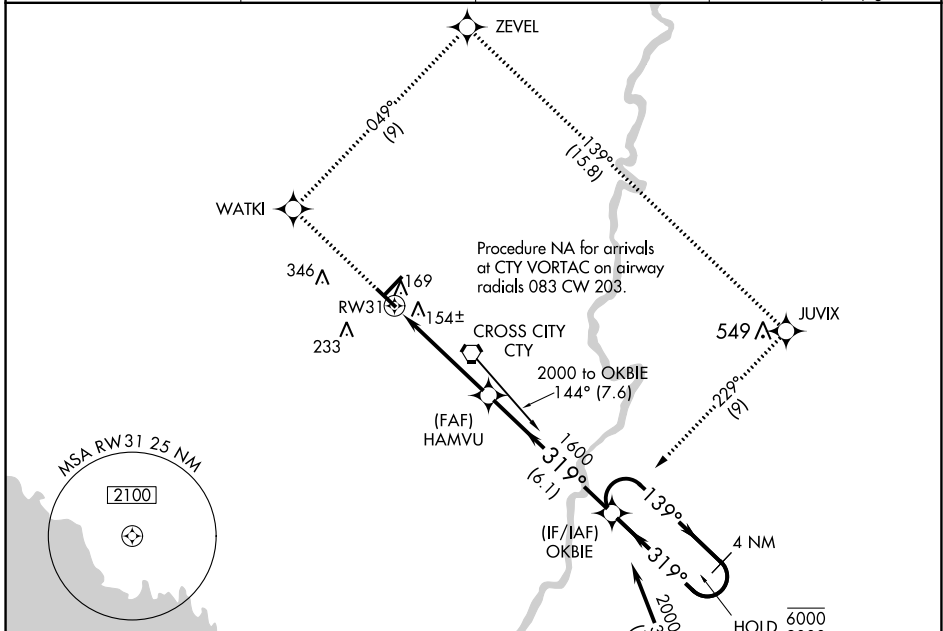 ZEVEL
049°
(9)
139°
(15.8)
WATKI
Procedure NA for arrivals
at CTY VORTAC on airway
radials 083 CW 203.
346
169
RW31
154±
233
CROSS CITY
CTY
JUVIX
549
2000 to OKBIE
144° (7.6)
229°
(9)
(FAF)
HAMVU
1600
319°
(6.1)
MSA RW31 25 NM
2100
139°
(IF/IAF)
OKBIE
4 NM
319°
2000
HOLD
6000